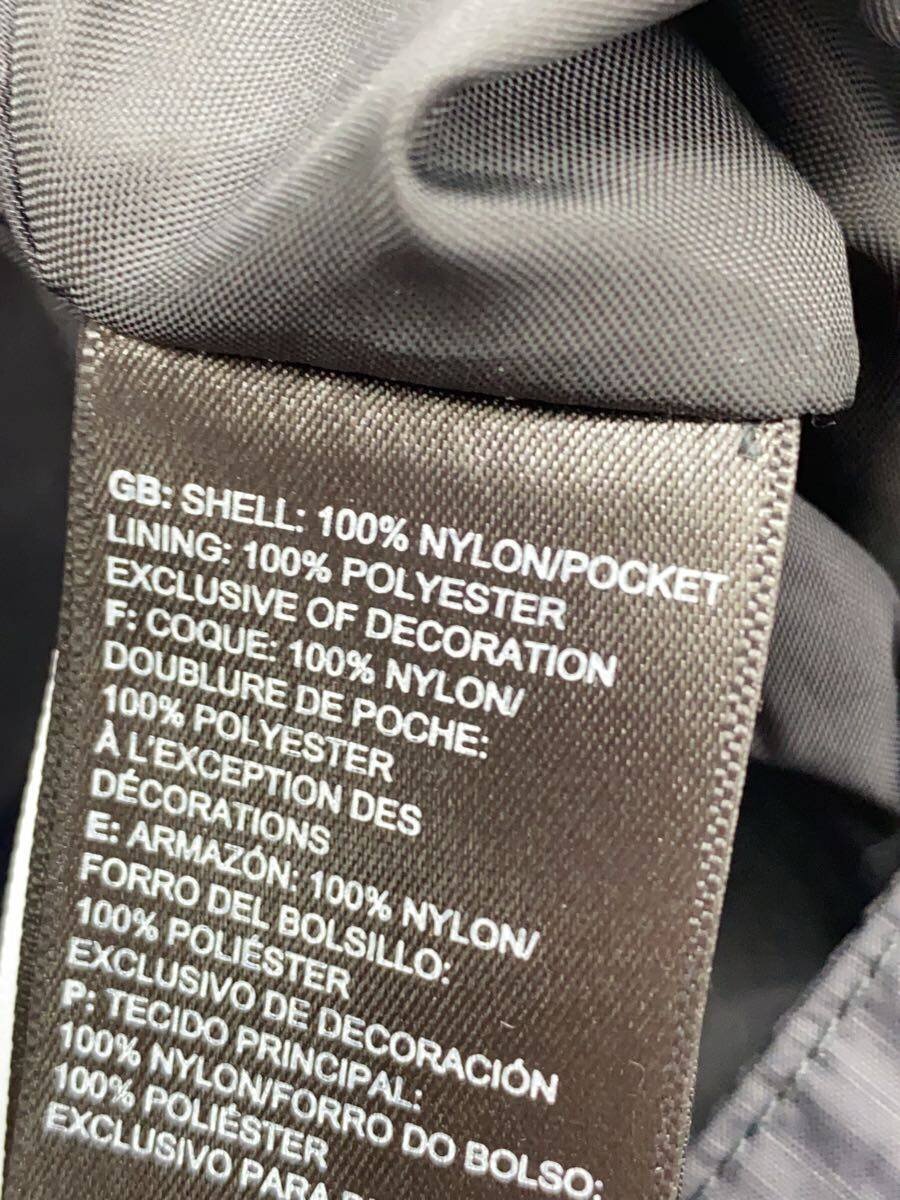 GB: SHELL: 100% NYLON/POCKET
LINING: 100% POLYESTER
EXCLUSIVE OF DECORATION
F: COQUE: 100% NYLON/
DOUBLURE DE POCHE:
100% POLYESTER
À L'EXCEPTION DES
DÉCORATIONS
E: ARMAZÓN: 100% NYLON/
FORRO DEL BOLSILLO:
100% POLIÉSTER
EXCLUSIVO DE DECORACIÓN
P: TECIDO PRINCIPAL:
100% NYLON/FORRO DO BOLSO:
100% POLIÉSTER
EXCLUSIVO PARA